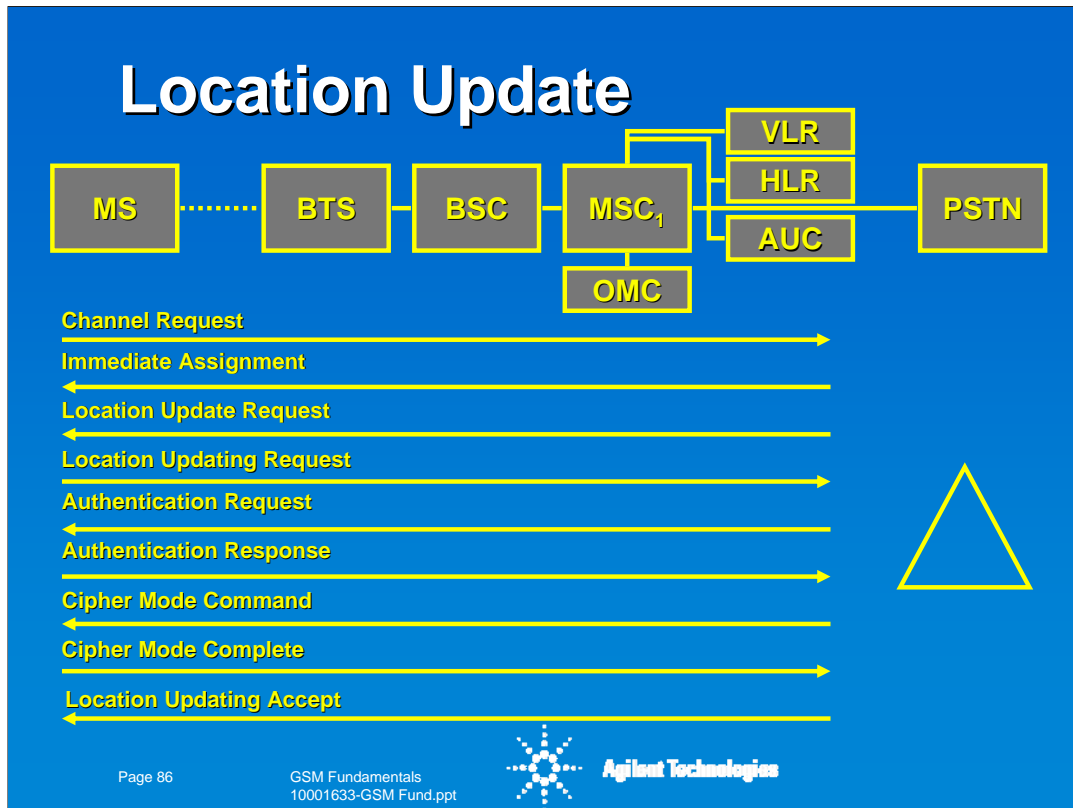 Location Update
VLR
HLR
MS
BTS
BSC
MSC1
PSTN
AUC
OMC
Channel Request
Immediate Assignment
Location Update Request
Location Updating Request
Authentication Request
Authentication Response
Cipher Mode Command
Cipher Mode Complete
Location Updating Accept
Page 86
GSM Fundamentals
10001633-GSM Fund.ppt
Agilent Technologies